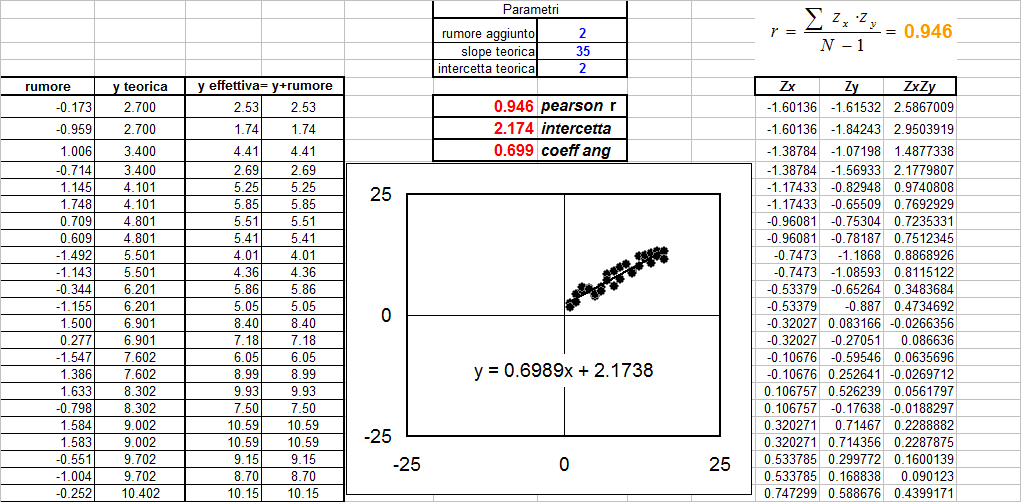 Parametri
rumore aggiunto 2
slope teorica 35
intercetta teorica 2
r = ∑ Zx · Zy / N − 1 = 0.946
rumore y teorica y effettiva= y+rumore Zx Zy ZxZy
0.946 pearson r
2.174 intercetta
0.699 coeff ang
-0.173 2.700 2.53 2.53 -1.60136 -1.61532 2.5867009
-0.959 2.700 1.74 1.74 -1.60136 -1.84243 2.9503919
1.006 3.400 4.41 4.41 -1.38784 -1.07198 1.4877338
-0.714 3.400 2.69 2.69 -1.38784 -1.56933 2.1779807
1.145 4.101 5.25 5.25 -1.17433 -0.82948 0.9740808
1.748 4.101 5.85 5.85 -1.17433 -0.65509 0.7692929
0.709 4.801 5.51 5.51 -0.96081 -0.75304 0.7235331
0.609 4.801 5.41 5.41 -0.96081 -0.78187 0.7512345
-1.492 5.501 4.01 4.01 -0.7473 -1.1868 0.8868926
-1.143 5.501 4.36 4.36 -0.7473 -1.08593 0.8115122
-0.344 6.201 5.86 5.86 -0.53379 -0.65264 0.3483684
-1.155 6.201 5.05 5.05 -0.53379 -0.887 0.4734692
1.500 6.901 8.40 8.40 -0.32027 0.083166 -0.0266356
0.277 6.901 7.18 7.18 -0.32027 -0.27051 0.086636
-1.547 7.602 6.05 6.05 -0.10676 -0.59546 0.0635696
1.386 7.602 8.99 8.99 -0.10676 0.252641 -0.0269712
1.633 8.302 9.93 9.93 0.106757 0.526239 0.0561797
-0.798 8.302 7.50 7.50 0.106757 -0.17638 -0.0188297
1.584 9.002 10.59 10.59 0.320271 0.71467 0.2288882
1.583 9.002 10.59 10.59 0.320271 0.714356 0.2287875
-0.551 9.702 9.15 9.15 0.533785 0.299772 0.1600139
-1.004 9.702 8.70 8.70 0.533785 0.168838 0.090123
-0.252 10.402 10.15 10.15 0.747299 0.588676 0.4399171
25
0
y = 0.6989x + 2.1738
-25
-25 0 25